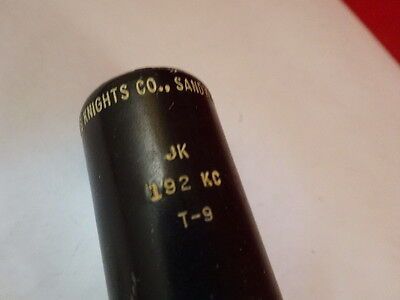 KNIGHTS CO., SAND
JK
192 KC
T-9